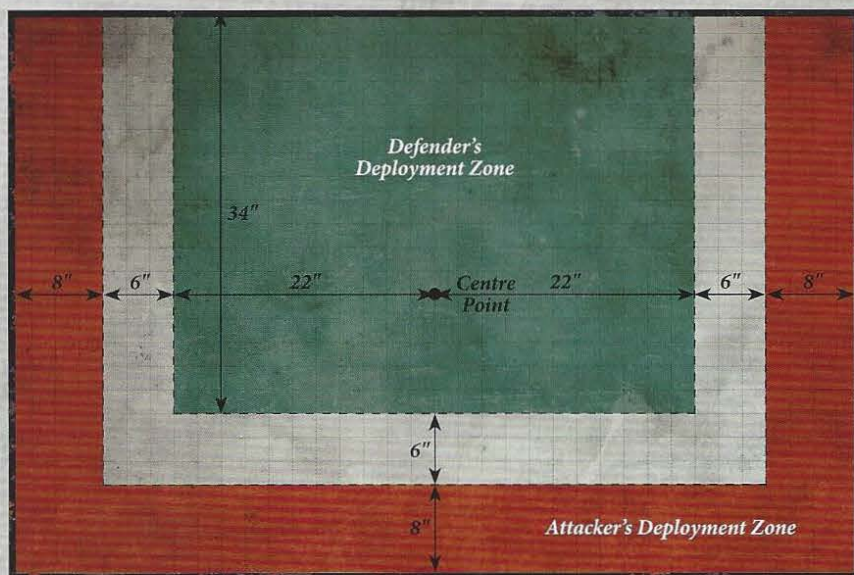 Defender's
Deployment Zone
34"
8"
6"
22"
Centre
Point
22"
6"
8"
6"
8"
Attacker's Deployment Zone